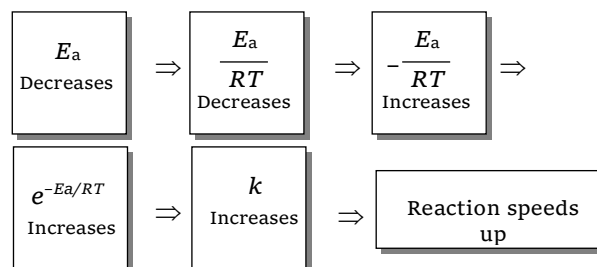 Eₐ ⇒ Eₐ/RT ⇒ -Eₐ/RT ⇒
Decreases Decreases Increases
e^-Ea/RT ⇒ k ⇒ Reaction speeds
Increases Increases up